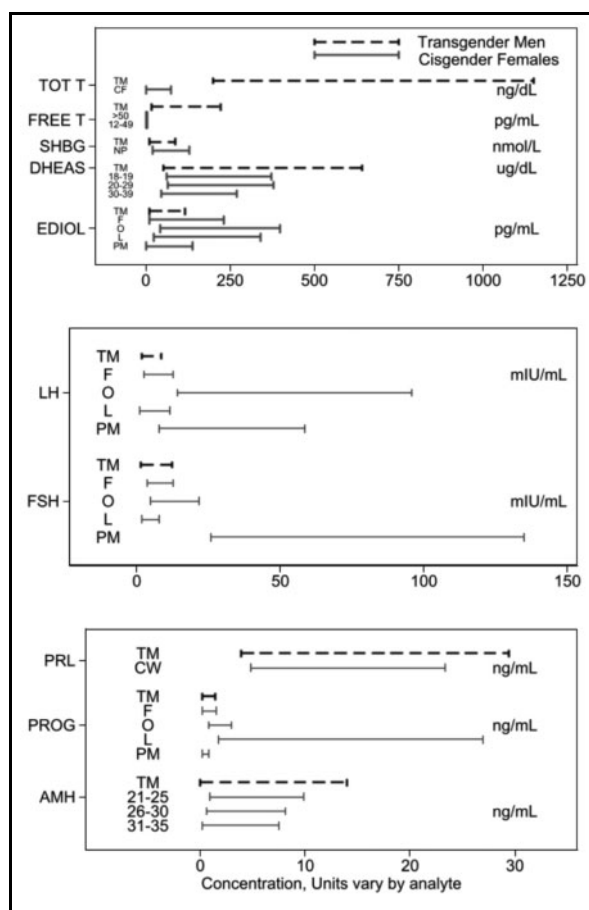 Transgender Men
Cisgender Females
TOT T
TM
CF
ng/dL
FREE T
TM
>50
12-49
pg/mL
SHBG
TM
NP
nmol/L
DHEAS
TM
18-19
20-29
30-39
ug/dL
EDIOL
TM
F
O
L
PM
pg/mL
0 250 500 750 1000 1250
LH
TM
F
O
L
PM
mIU/mL
FSH
TM
F
O
L
PM
mIU/mL
0 50 100 150
PRL
TM
CW
ng/mL
PROG
TM
F
O
L
PM
ng/mL
AMH
TM
21-25
26-30
31-35
ng/mL
0 10 20 30
Concentration, Units vary by analyte